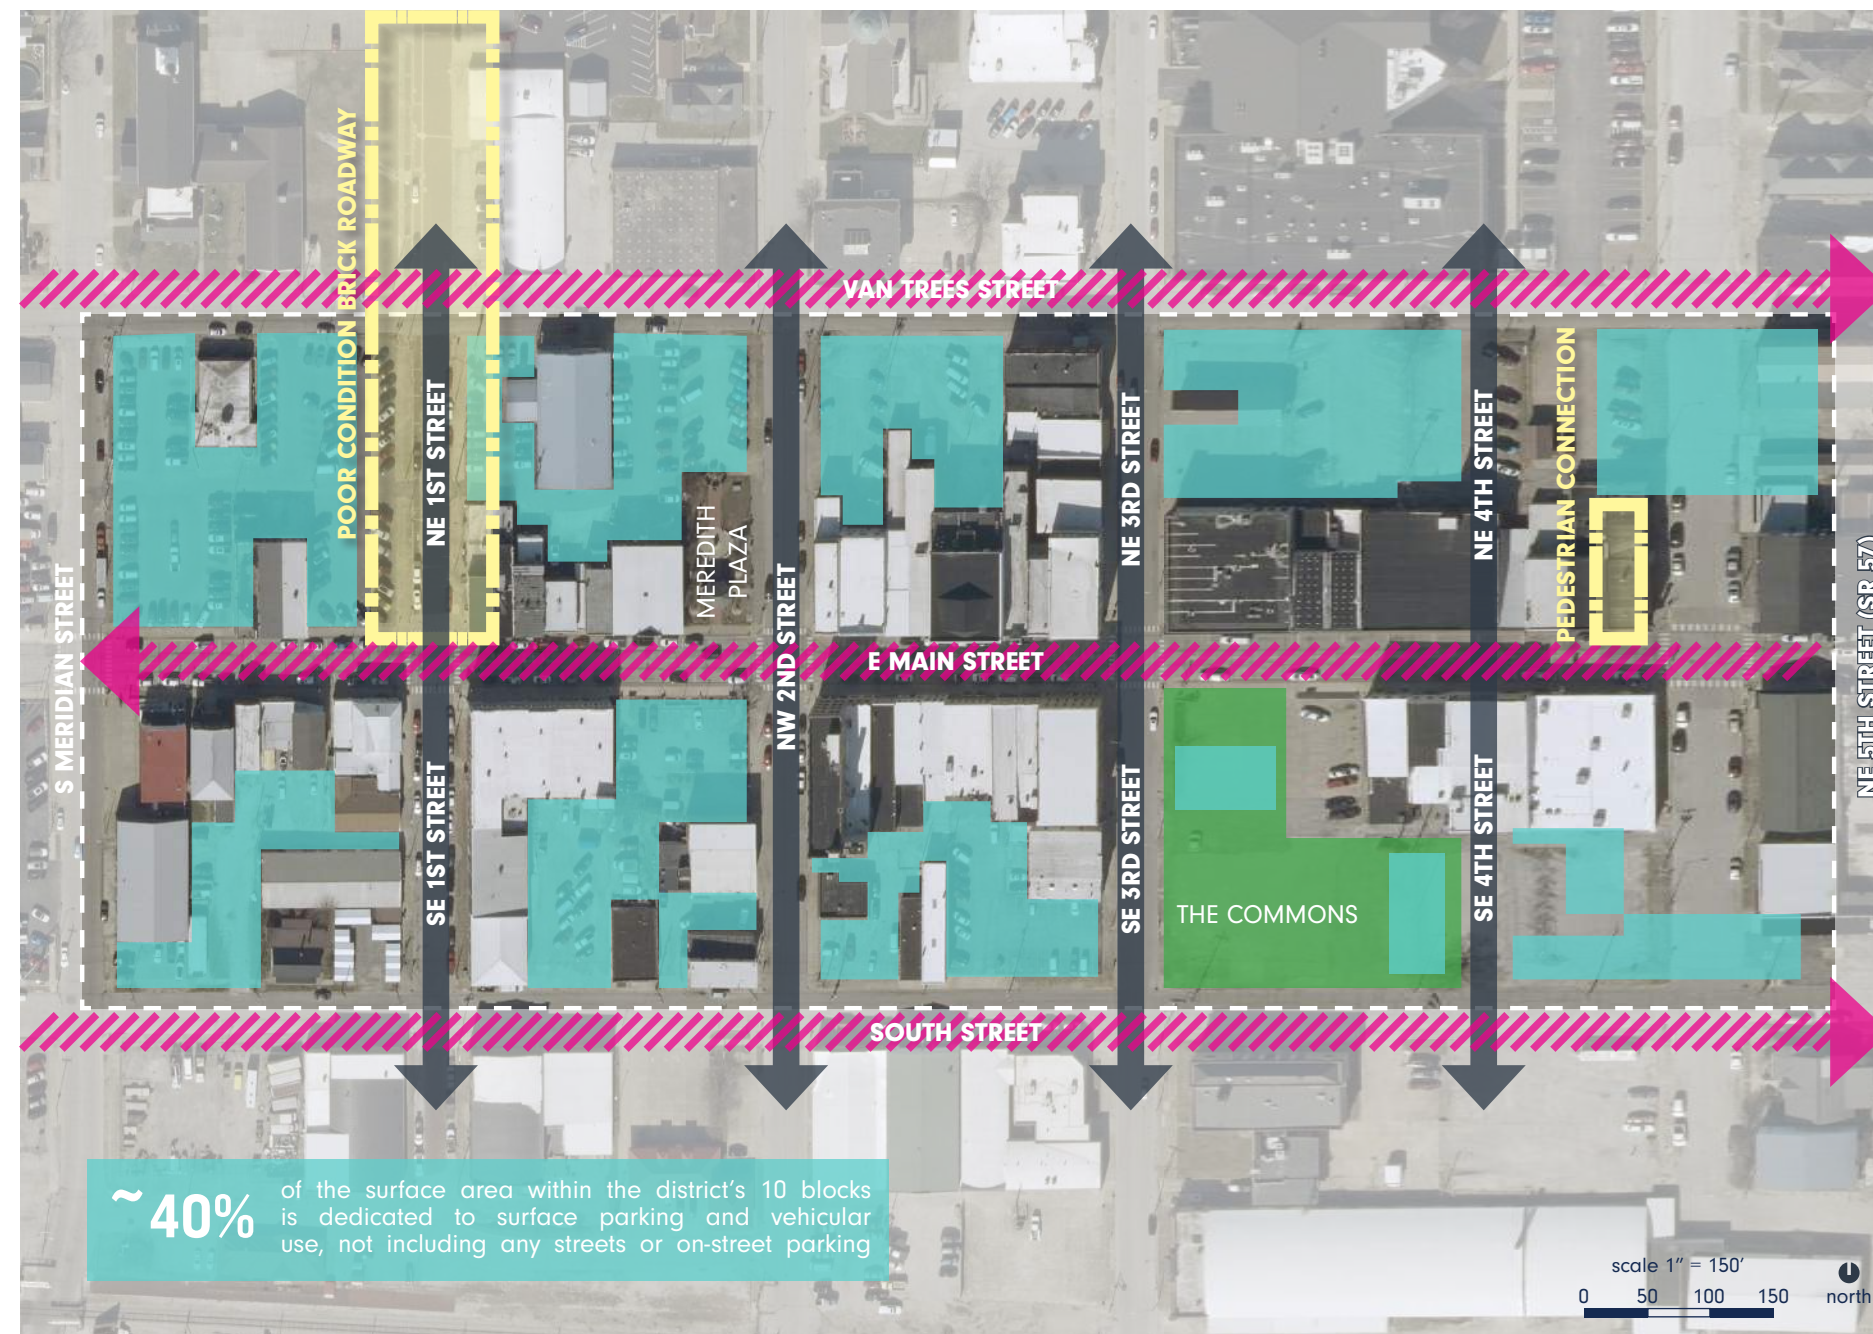 POOR CONDITION BRICK ROADWAY
VAN TREES STREET
NE 1ST STREET
NW 2ND STREET
NE 3RD STREET
NE 4TH STREET
PEDESTRIAN CONNECTION
MEREDITH
PLAZA
S MERIDIAN STREET
E MAIN STREET
NE 5TH STREET (SR 57)
SE 1ST STREET
SE 3RD STREET
SE 4TH STREET
THE COMMONS
SOUTH STREET
~40%
of the surface area within the district's 10 blocks
is dedicated to surface parking and vehicular
use, not including any streets or on-street parking
scale 1" = 150'
0 50 100 150
north